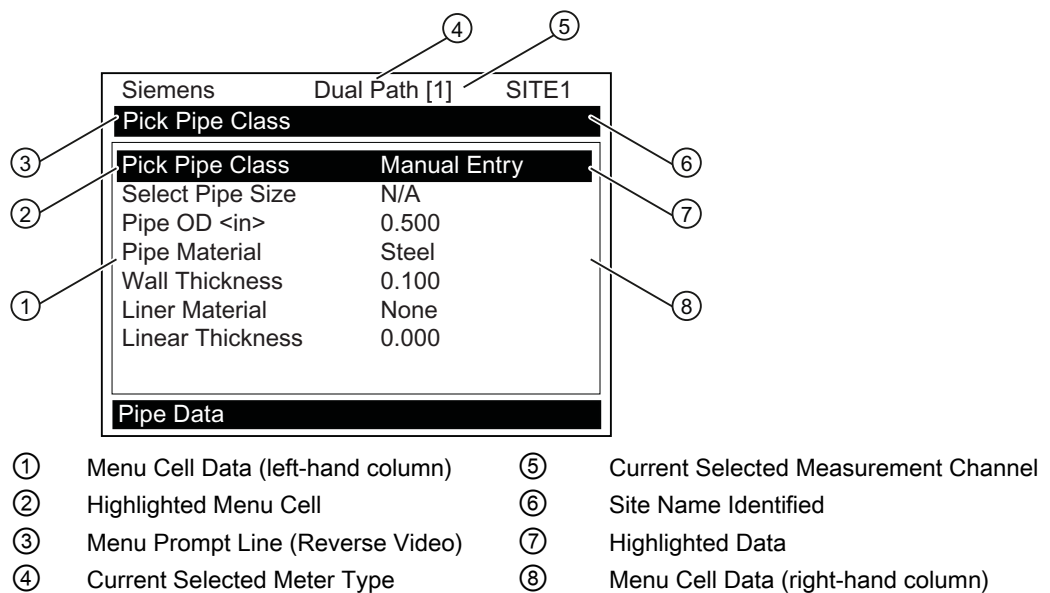 ④ ⑤
Siemens Dual Path [1] SITE1
Pick Pipe Class
③ ⑥
Pick Pipe Class Manual Entry
Select Pipe Size N/A
② ⑦
Pipe OD <in> 0.500
Pipe Material Steel
Wall Thickness 0.100
① ⑧
Liner Material None
Linear Thickness 0.000
Pipe Data
① Menu Cell Data (left-hand column) ⑤ Current Selected Measurement Channel
② Highlighted Menu Cell ⑥ Site Name Identified
③ Menu Prompt Line (Reverse Video) ⑦ Highlighted Data
④ Current Selected Meter Type ⑧ Menu Cell Data (right-hand column)